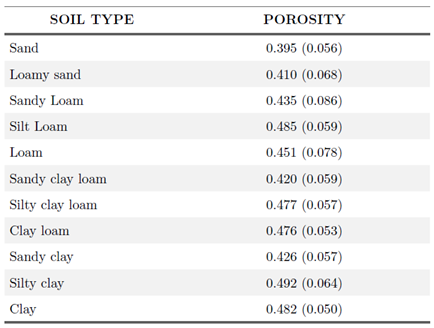 SOIL TYPE POROSITY
Sand 0.395 (0.056)
Loamy sand 0.410 (0.068)
Sandy Loam 0.435 (0.086)
Silt Loam 0.485 (0.059)
Loam 0.451 (0.078)
Sandy clay loam 0.420 (0.059)
Silty clay loam 0.477 (0.057)
Clay loam 0.476 (0.053)
Sandy clay 0.426 (0.057)
Silty clay 0.492 (0.064)
Clay 0.482 (0.050)